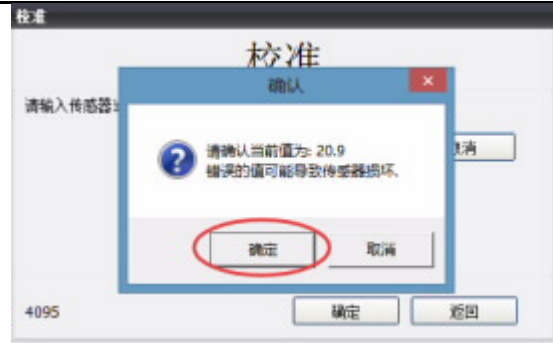 校准
校准
确认
请输入传感器
请确认当前值为: 20.9
错误的值可能导致传感器损坏.
取消
确定
取消
4095
确定
返回